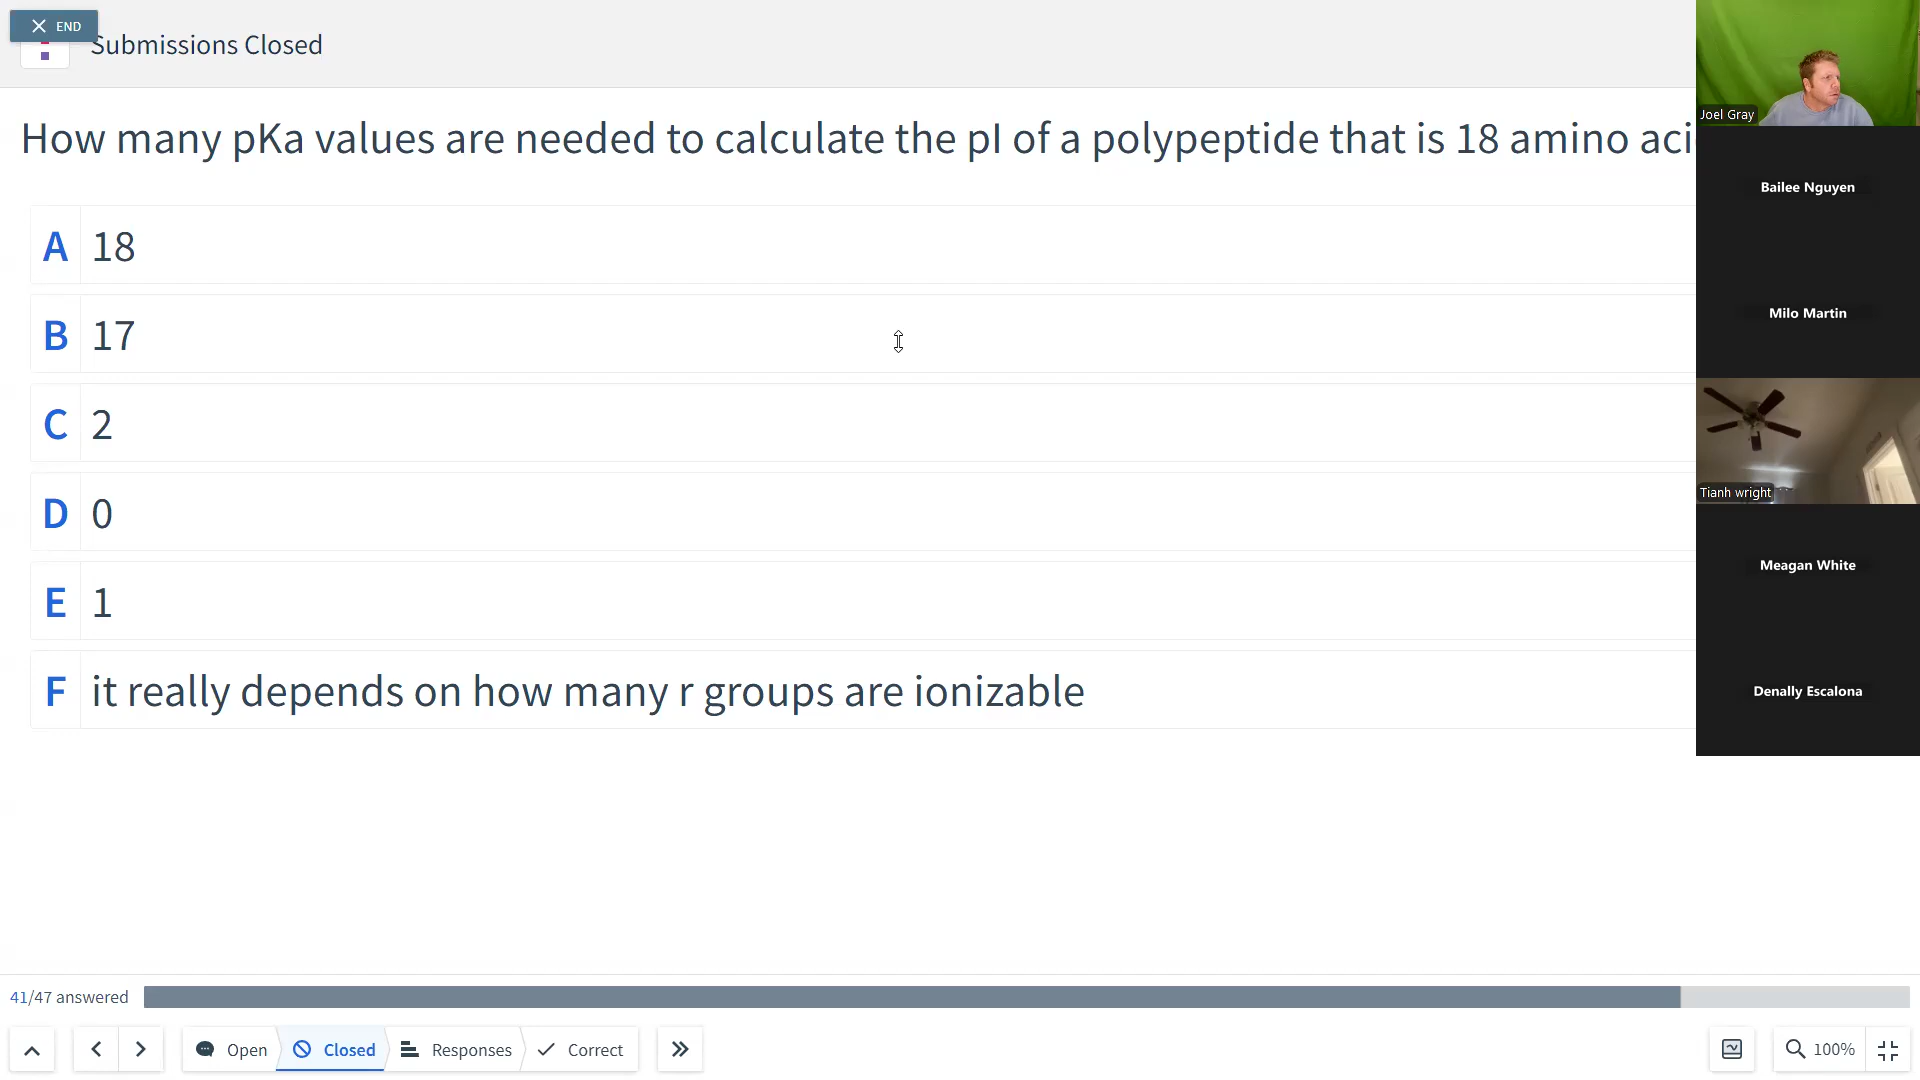 END
Submissions Closed
How many pKa values are needed to calculate the pI of a polypeptide that is 18 amino aci
A 18
B 17
C 2
D 0
E 1
F it really depends on how many r groups are ionizable
41/47 answered
Open
Closed
Responses
Correct
100%
Joel Gray
Bailee Nguyen
Milo Martin
Tianh wright
Meagan White
Denally Escalona